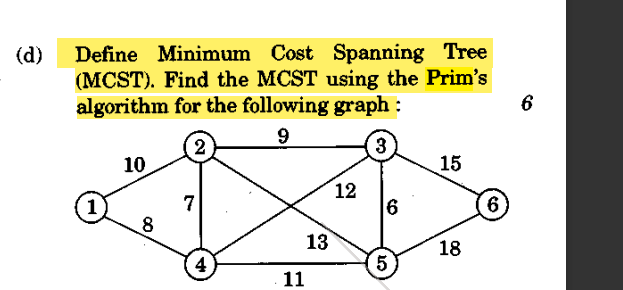 (d) Define Minimum Cost Spanning Tree
(MCST). Find the MCST using the Prim's
algorithm for the following graph : 6
9
2 3
10 15
12
1 7 6 6
8
13 18
4 5
11